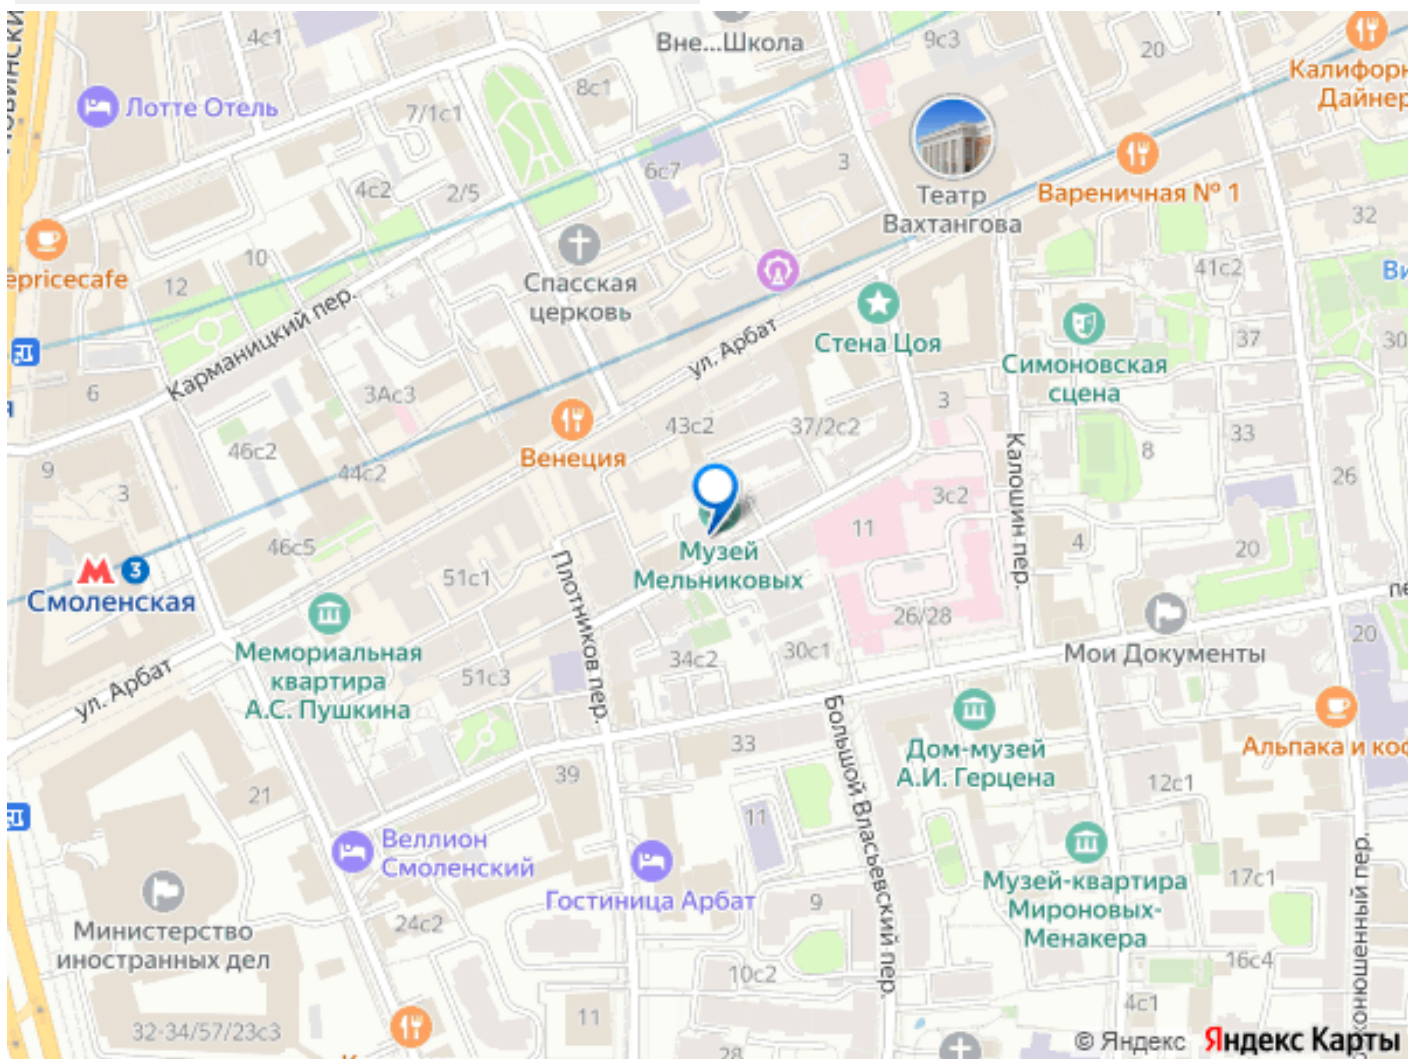 4с1
Вне...Школа
9с3
20
Калифорн
Дайнер
Лотте Отель
8с1
7/1с1
6с7
3
4с2
2/5
Театр
Вахтангова
Вареничная № 1
32
epricecafe
10
12
Спасская
церковь
41с2
Ви
Карманицкий пер.
ул. Арбат
Стена Цоя
Симоновская
сцена
37
30
6
3Ас3
3
43с2
37/2с2
46с2
Венеция
33
8
26
9
3
44с2
Калошин пер.
3с2
11
46с5
Музей
Мельниковых
4
20
М 3
Смоленская
51с1
Плотников пер.
26/28
пе
Мемориальная
квартира
А.С. Пушкина
34с2
30с1
Мои Документы
20
51с3
ул. Арбат
33
Большой Власьевский пер.
Дом-музей
А.И. Герцена
Альпака и коф
39
12с1
21
11
Веллион
Смоленский
Гостиница Арбат
Музей-квартира
Мироновых-
Менакера
17с1
9
24с2
Министерство
иностранных дел
10с2
16с4
конюшенный пер.
4с1
32-34/57/23с3
11
28
© Яндекс Яндекс Карты